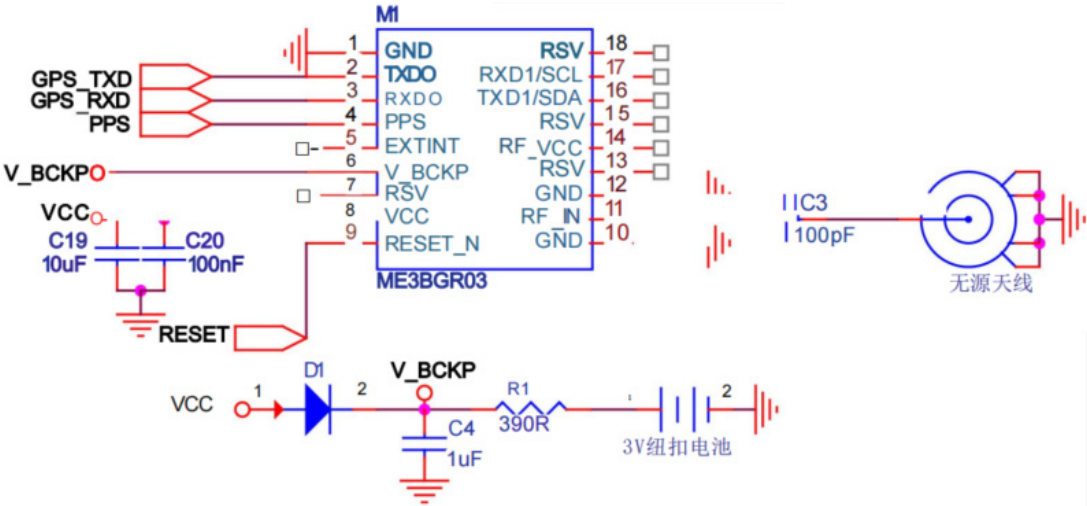 M1
1 GND RSV 18
GPS_TXD 2 TXDO RXD1/SCL 17
GPS_RXD 3 RXDO TXD1/SDA 16
PPS 4 PPS RSV 15
5 EXTINT RF_VCC 14
V_BCKP 6 V_BCKP RSV 13
7 RSV GND 12
VCC 8 VCC RF_IN 11
9 RESET_N GND 10
C19 C20
10uF 100nF
ME3BGR03
IIC3
100pF
无源天线
RESET
D1 V_BCKP
VCC 1 2 R1 1 2
390R
C4
1uF
3V纽扣电池